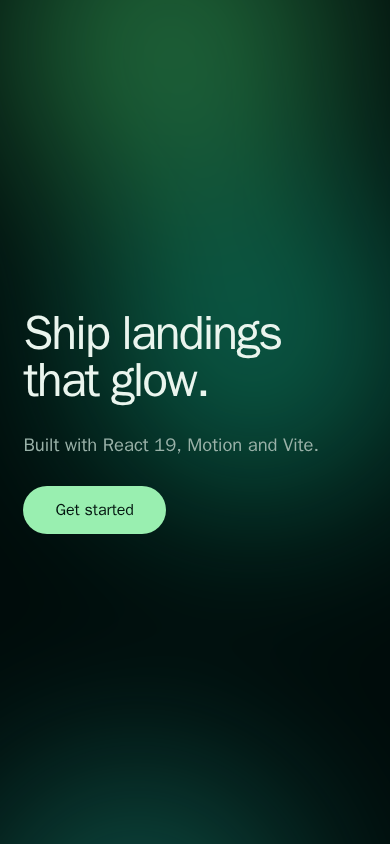 Ship landings
that glow.
Built with React 19, Motion and Vite.
Get started